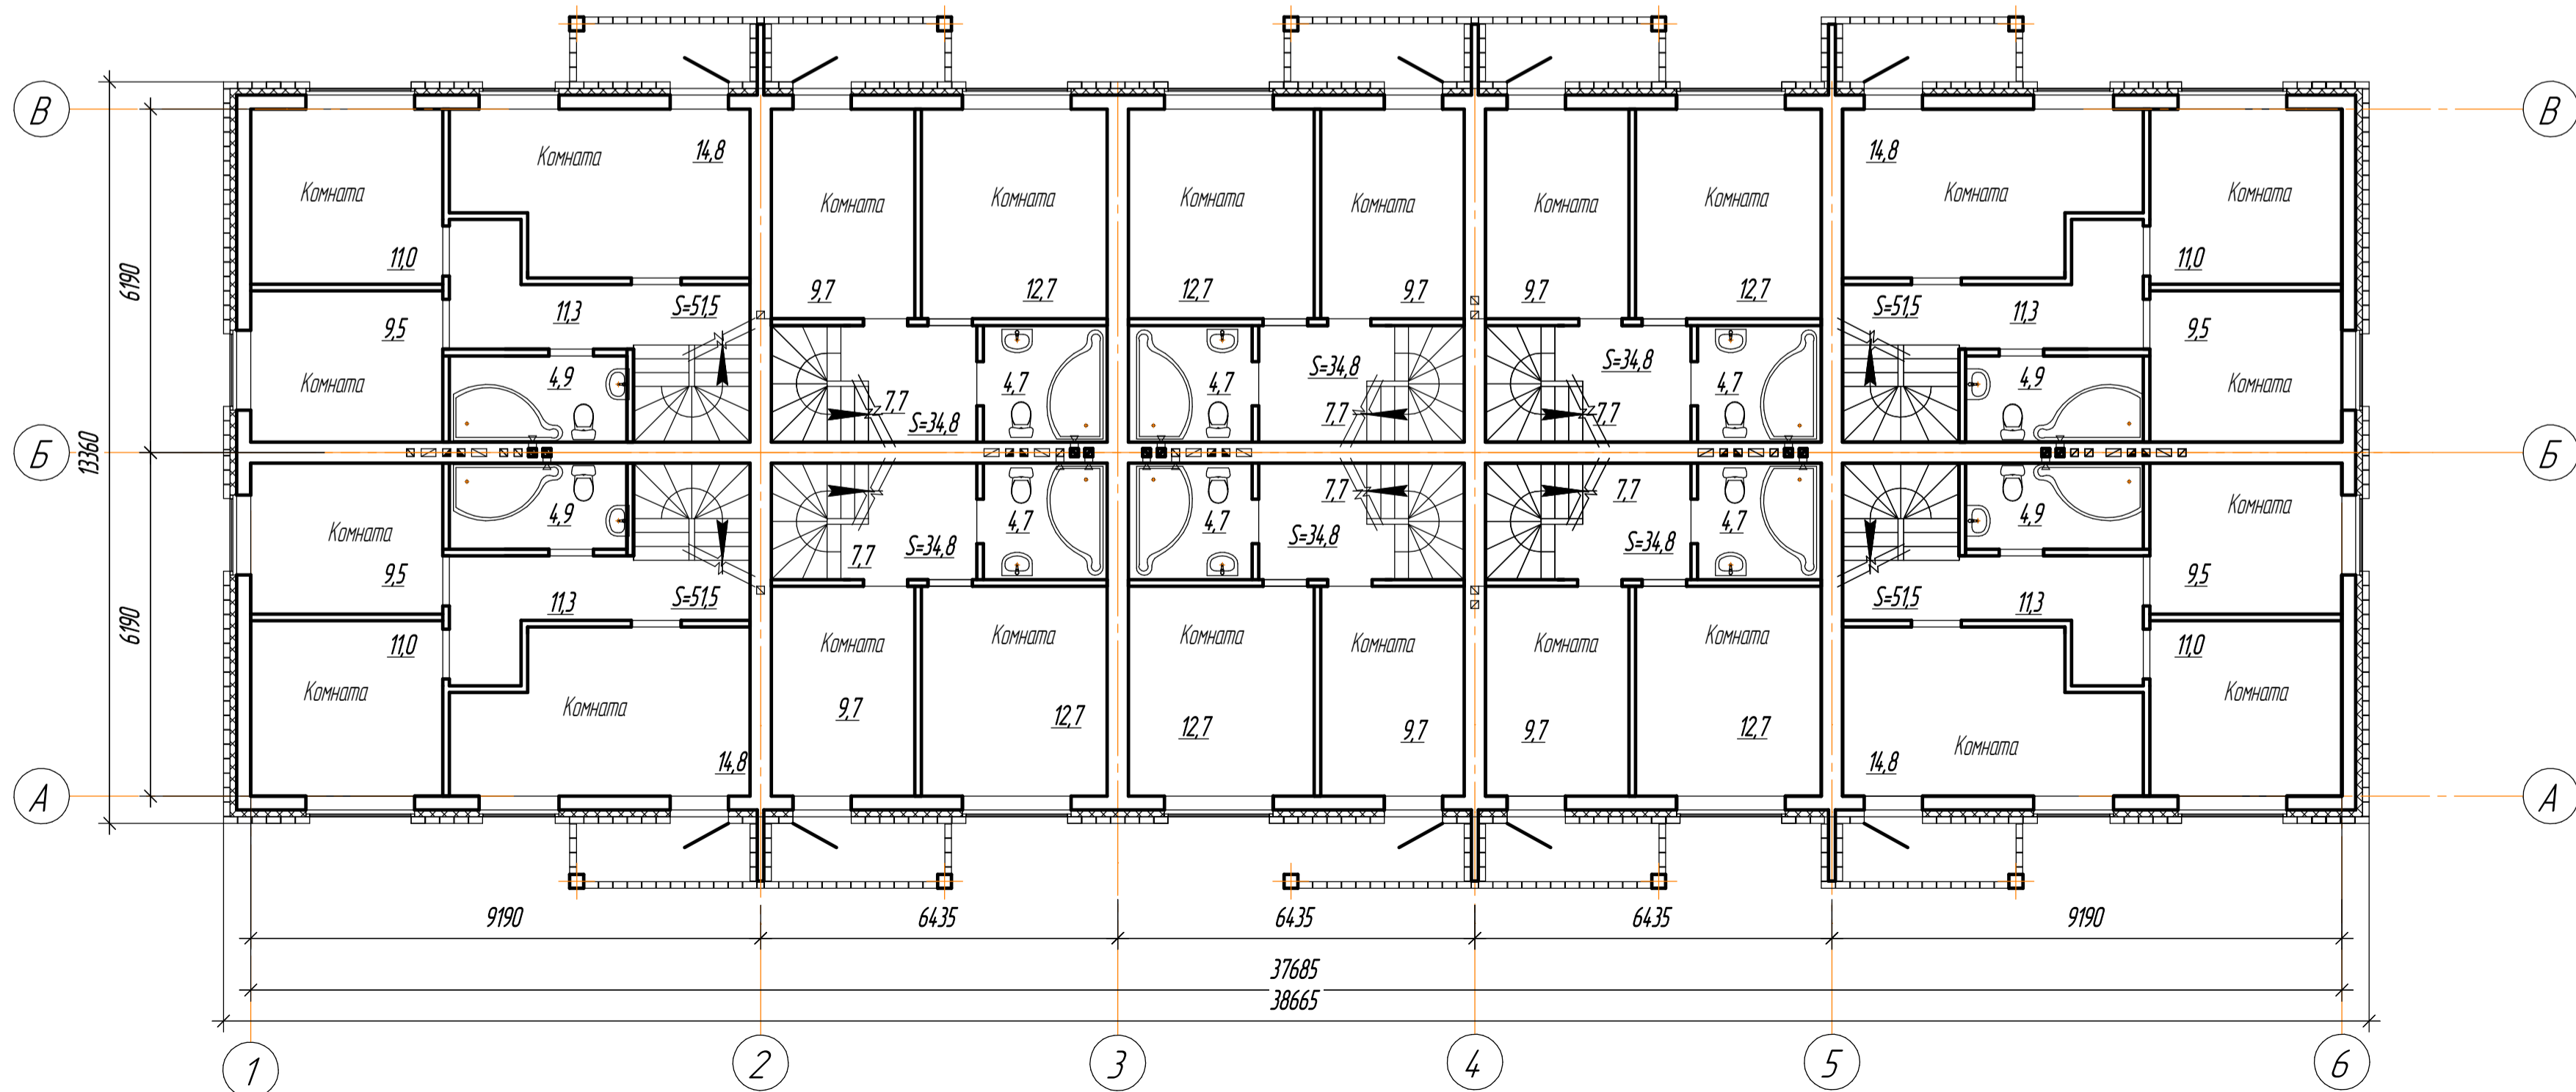 В
В
14,8
14,8
Комната
Комната
Комната
Комната
Комната
Комната
Комната
Комната
Комната
Комната
11,0
9,7
12,7
12,7
9,7
9,7
12,7
11,0
6190
11,3
S=51,5
S=51,5
11,3
9,5
9,5
S=34,8
S=34,8
4,9
4,7
4,7
4,7
4,9
Комната
Комната
7,7
7,7
7,7
S=34,8
13360
Б
Б
7,7
7,7
Комната
4,9
4,7
4,7
4,7
4,9
Комната
7,7
S=34,8
S=34,8
S=34,8
9,5
9,5
11,3
S=51,5
S=51,5
11,3
6190
11,0
Комната
Комната
Комната
Комната
Комната
Комната
11,0
Комната
Комната
Комната
9,7
12,7
12,7
9,7
9,7
12,7
Комната
14,8
14,8
А
А
9190
6435
6435
6435
9190
37685
38665
1
2
3
4
5
6